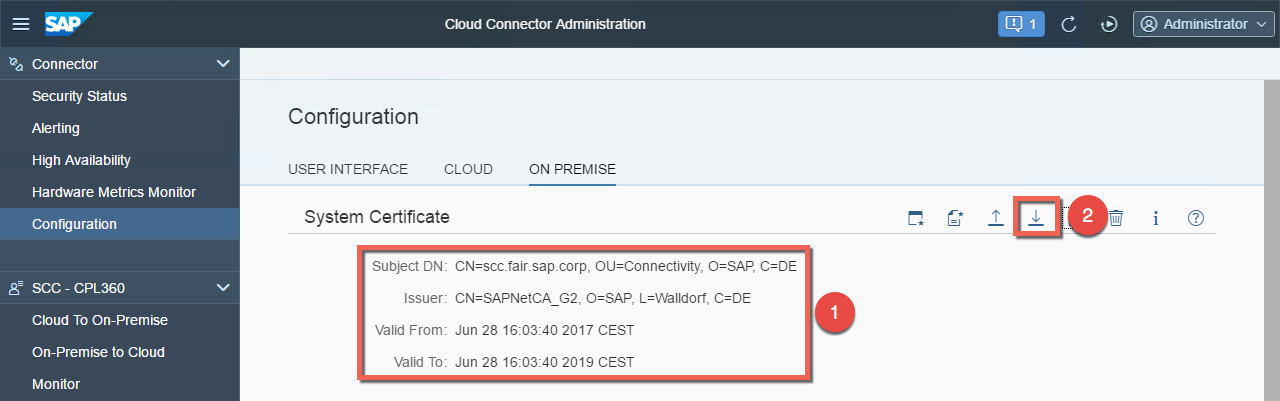 SAP Cloud Connector Administration 1 Administrator
Connector
Security Status
Alerting
High Availability
Hardware Metrics Monitor
Configuration
SCC - CPL360
Cloud To On-Premise
On-Premise to Cloud
Monitor
Configuration
USER INTERFACE CLOUD ON PREMISE
System Certificate 2
Subject DN: CN=scc.fair.sap.corp, OU=Connectivity, O=SAP, C=DE
Issuer: CN=SAPNetCA_G2, O=SAP, L=Walldorf, C=DE
Valid From: Jun 28 16:03:40 2017 CEST
Valid To: Jun 28 16:03:40 2019 CEST
1